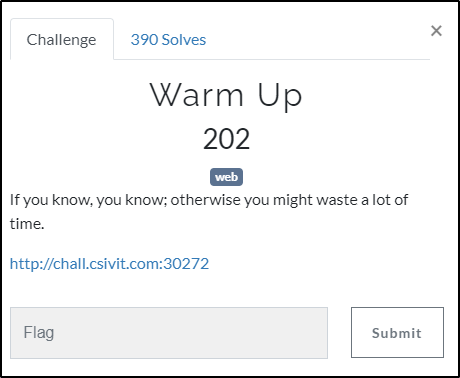 Challenge
390 Solves
×
Warm Up
202
web
If you know, you know; otherwise you might waste a lot of
time.
http://chall.csivit.com:30272
Flag
Submit